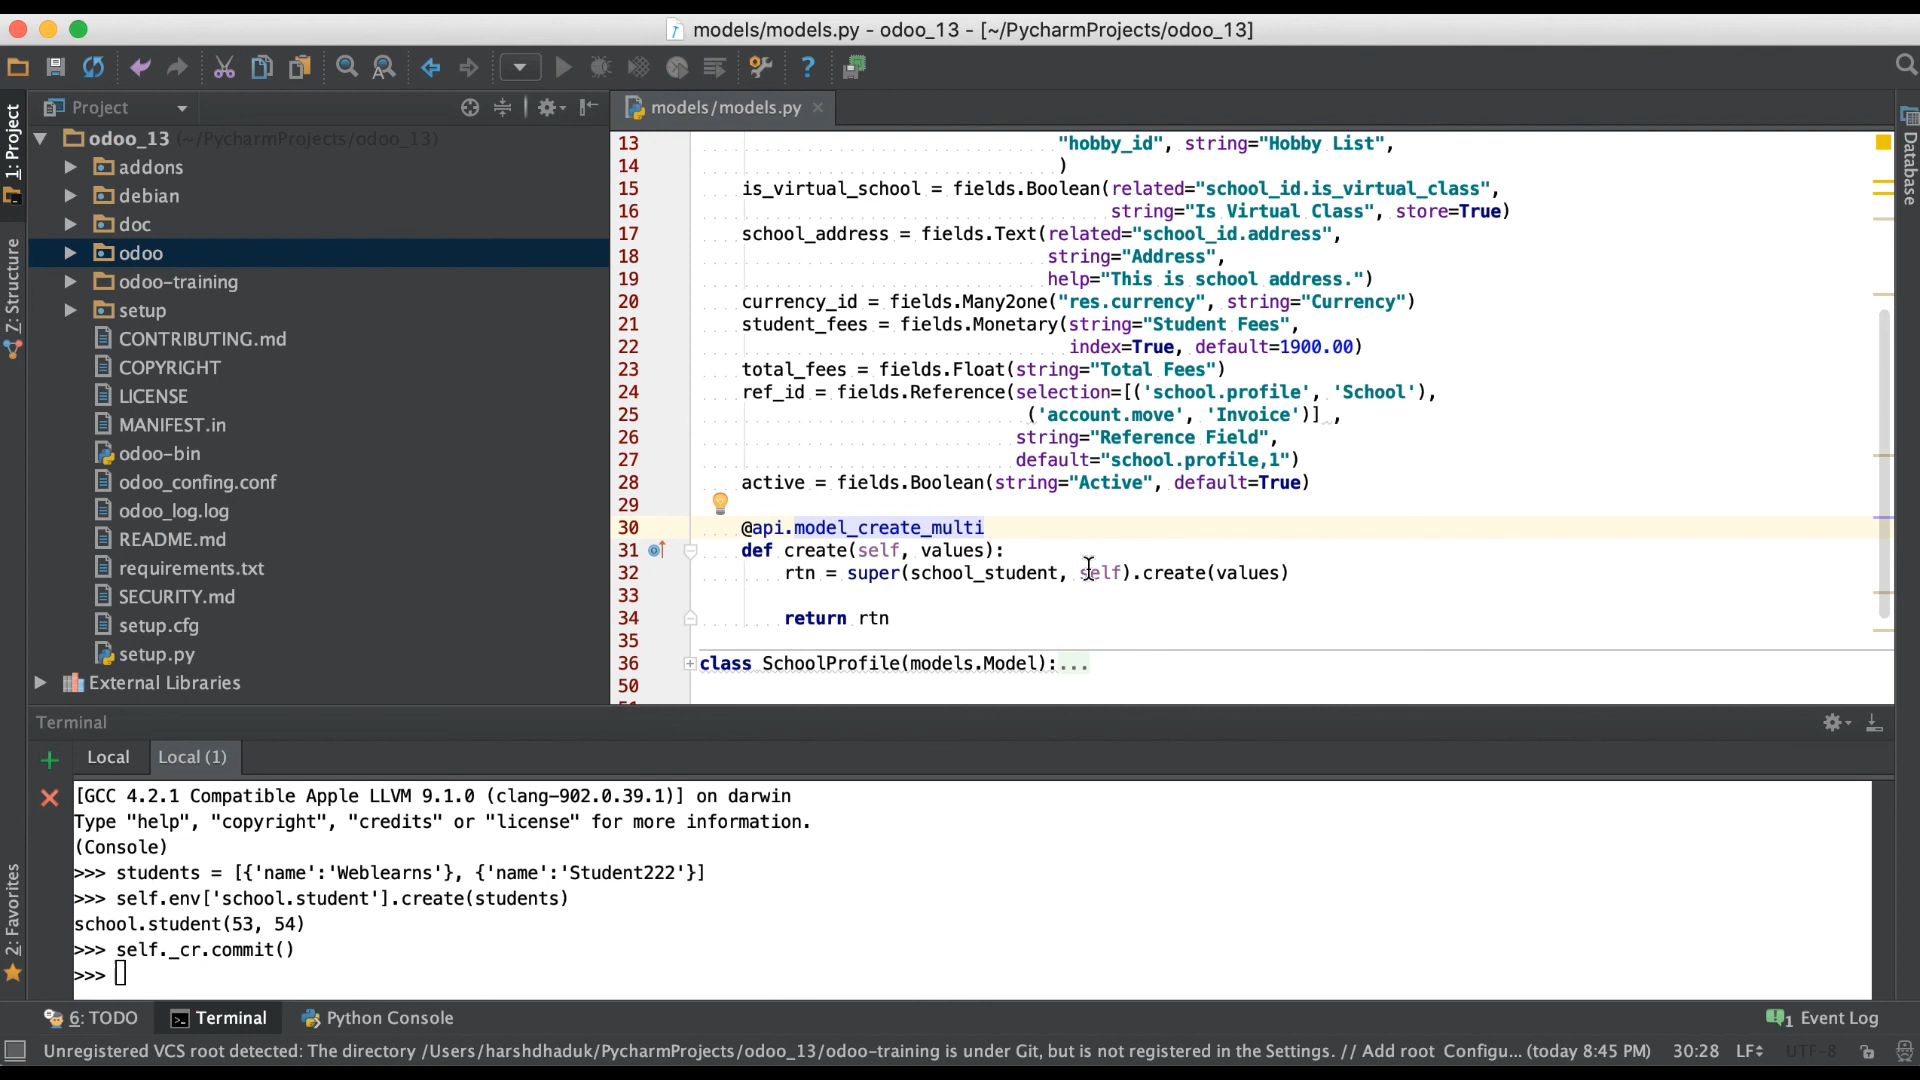 models/models.py - odoo_13 - [~/PycharmProjects/odoo_13]
1: Project
Z: Structure
2: Favorites
Database
Project
odoo_13 (~/PycharmProjects/odoo_13)
addons
debian
doc
odoo
odoo-training
setup
CONTRIBUTING.md
COPYRIGHT
LICENSE
MANIFEST.in
odoo-bin
odoo_confing.conf
odoo_log.log
README.md
requirements.txt
SECURITY.md
setup.cfg
setup.py
External Libraries
models/models.py
13 "hobby_id", string="Hobby List",
14 )
15 is_virtual_school = fields.Boolean(related="school_id.is_virtual_class",
16 string="Is Virtual Class", store=True)
17 school_address = fields.Text(related="school_id.address",
18 string="Address",
19 help="This is school address.")
20 currency_id = fields.Many2one("res.currency", string="Currency")
21 student_fees = fields.Monetary(string="Student Fees",
22 index=True, default=1900.00)
23 total_fees = fields.Float(string="Total Fees")
24 ref_id = fields.Reference(selection=[('school.profile', 'School'),
25 ('account.move', 'Invoice')] ,
26 string="Reference Field",
27 default="school.profile,1")
28 active = fields.Boolean(string="Active", default=True)
29
30 @api.model_create_multi
31 def create(self, values):
32 rtn = super(school_student, self).create(values)
33
34 return rtn
35
36 class SchoolProfile(models.Model):...
50
Terminal
Local Local (1)
[GCC 4.2.1 Compatible Apple LLVM 9.1.0 (clang-902.0.39.1)] on darwin
Type "help", "copyright", "credits" or "license" for more information.
(Console)
>>> students = [{'name':'Weblearns'}, {'name':'Student222'}]
>>> self.env['school.student'].create(students)
school.student(53, 54)
>>> self._cr.commit()
>>>
6: TODO Terminal Python Console 1 Event Log
Unregistered VCS root detected: The directory /Users/harshdhaduk/PycharmProjects/odoo_13/odoo-training is under Git, but is not registered in the Settings. // Add root Configu... (today 8:45 PM) 30:28 LF UTF-8